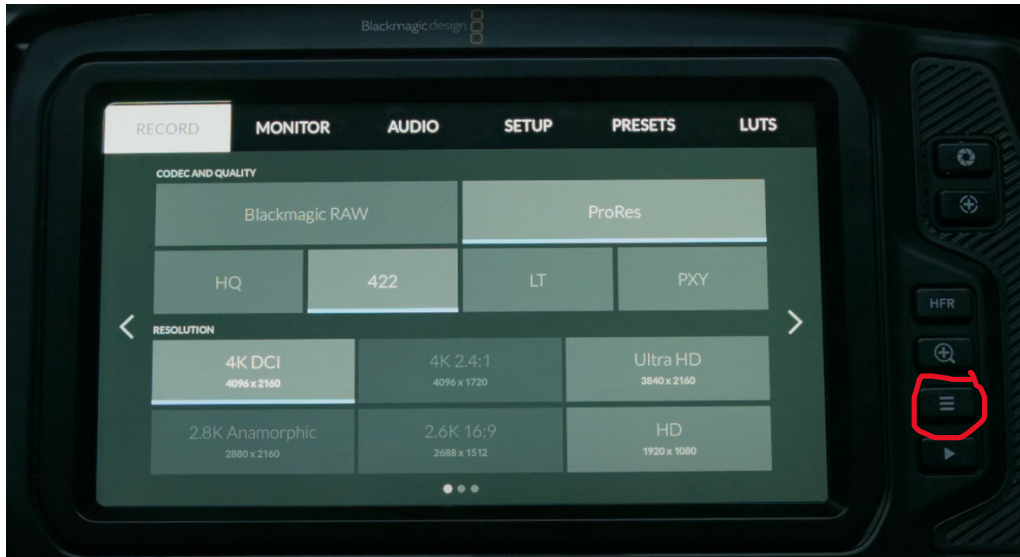 Blackmagicdesign
RECORD MONITOR AUDIO SETUP PRESETS LUTS
CODEC AND QUALITY
Blackmagic RAW ProRes
HQ 422 LT PXY
RESOLUTION
4K DCI 4K 2.4:1 Ultra HD
4096 x 2160 4096 x 1720 3840 x 2160
2.8K Anamorphic 2.6K 16:9 HD
2880 x 2160 2688 x 1512 1920 x 1080
HFR